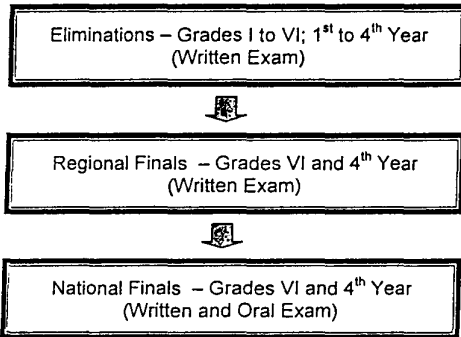 Eliminations – Grades I to VI; 1st to 4th Year
(Written Exam)
Regional Finals – Grades VI and 4th Year
(Written Exam)
National Finals – Grades VI and 4th Year
(Written and Oral Exam)